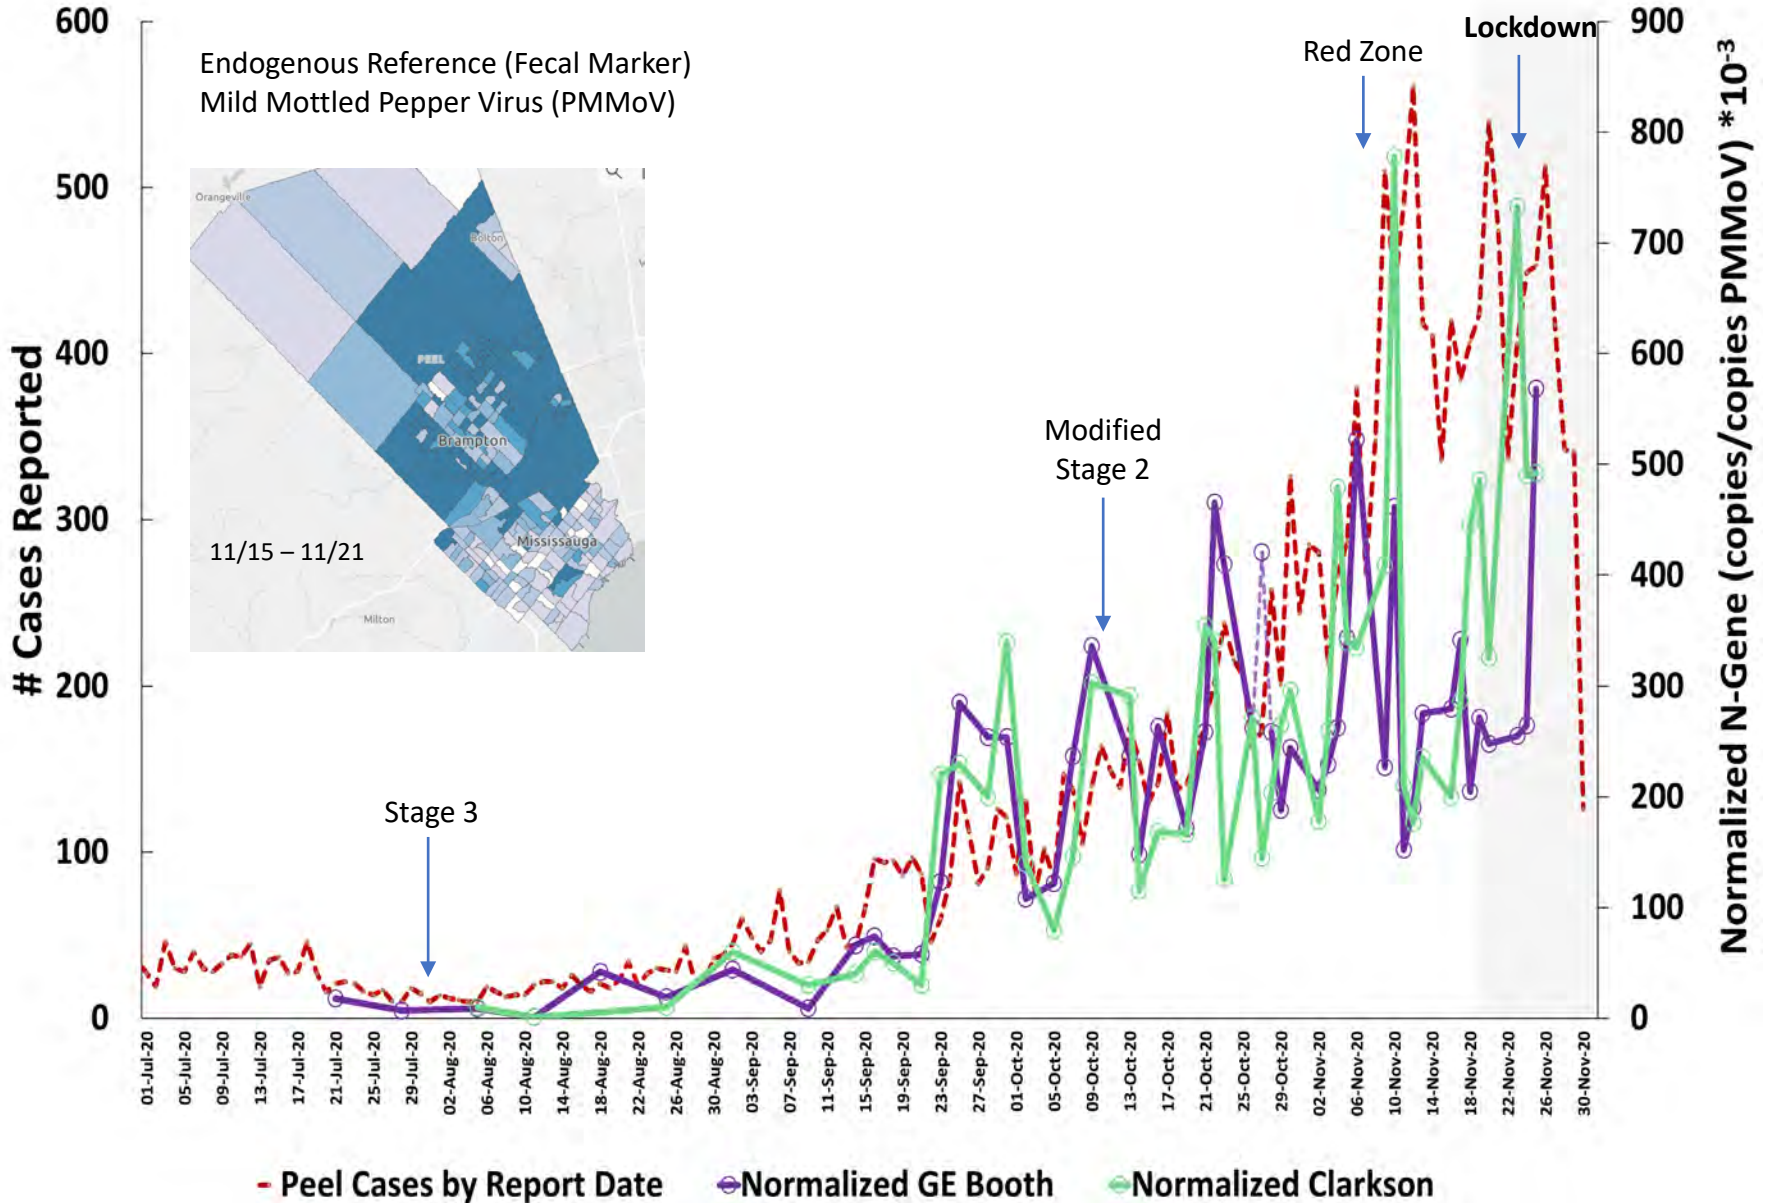 600
500
400
300
200
100
0
# Cases Reported
Endogenous Reference (Fecal Marker)
Mild Mottled Pepper Virus (PMMoV)
Orangeville
Bolton
PEEL
Brampton
Mississauga
Milton
11/15 – 11/21
Stage 3
Modified
Stage 2
Red Zone
Lockdown
900
800
700
600
500
400
300
200
100
0
Normalized N-Gene (copies/copies PMMoV) *10-3
01-Jul-20
05-Jul-20
09-Jul-20
13-Jul-20
17-Jul-20
21-Jul-20
25-Jul-20
29-Jul-20
02-Aug-20
06-Aug-20
10-Aug-20
14-Aug-20
18-Aug-20
22-Aug-20
26-Aug-20
30-Aug-20
03-Sep-20
07-Sep-20
11-Sep-20
15-Sep-20
19-Sep-20
23-Sep-20
27-Sep-20
01-Oct-20
05-Oct-20
09-Oct-20
13-Oct-20
17-Oct-20
21-Oct-20
25-Oct-20
29-Oct-20
02-Nov-20
06-Nov-20
10-Nov-20
14-Nov-20
18-Nov-20
22-Nov-20
26-Nov-20
30-Nov-20
Peel Cases by Report Date
Normalized GE Booth
Normalized Clarkson